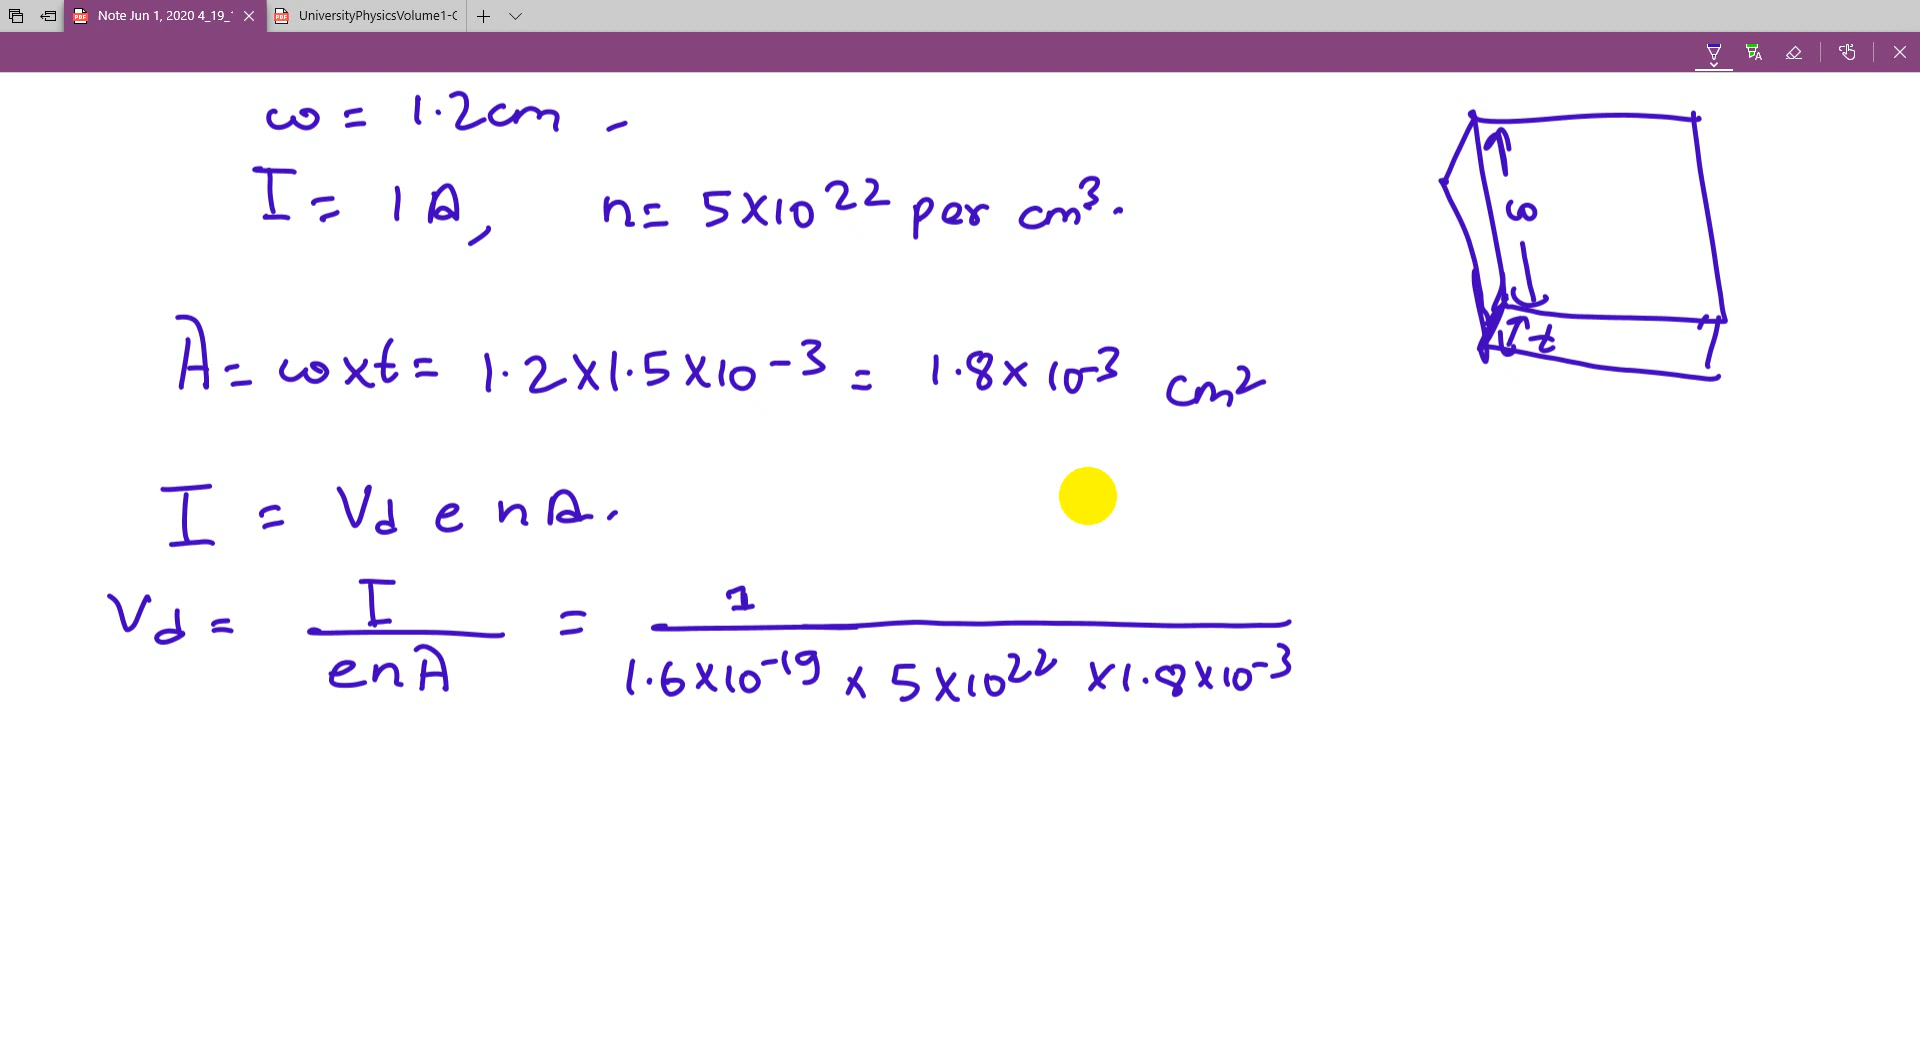 Note Jun 1, 2020 4_19_
UniversityPhysicsVolume1-
ω = 1.2cm
I = 1A, n = 5×10²² per cm³.
A = ω×t = 1.2×1.5×10⁻³ = 1.8×10⁻³ cm²
ω
t
I = Vd e n A.
Vd = I / enA = 1 / 1.6×10⁻¹⁹ × 5×10²² × 1.8×10⁻³